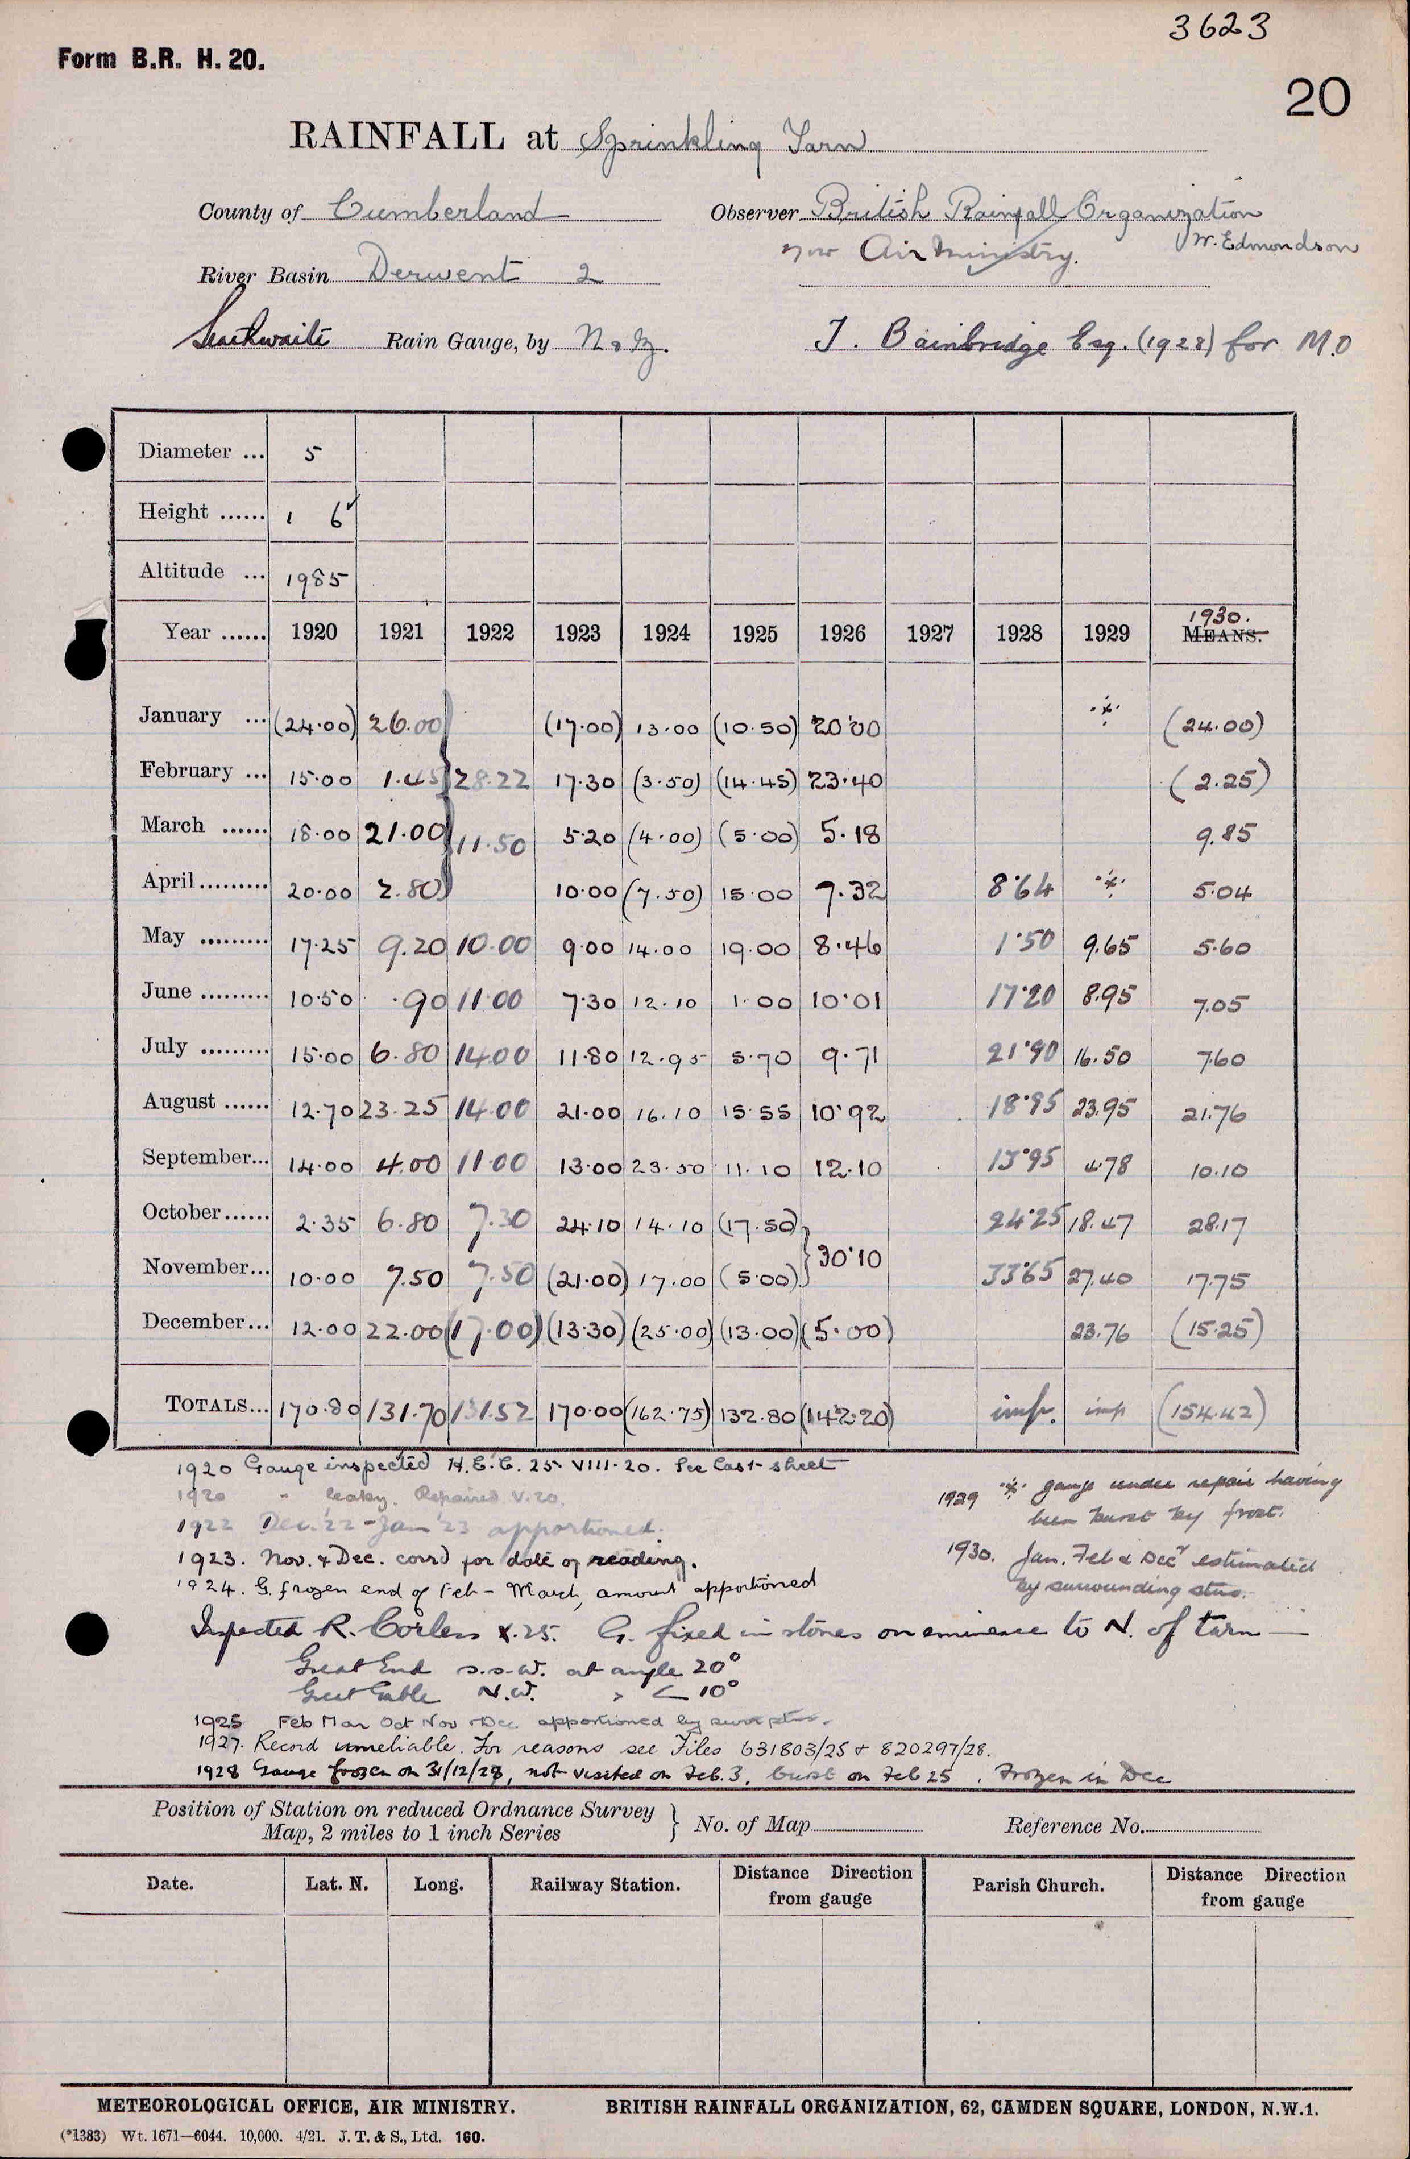 3623
Form B.R. H. 20.
20
RAINFALL at Sprinkling Tarn
County of Cumberland Observer British Rainfall Organization
now Air Ministry. W. Edmondson
River Basin Derwent 2
Seathwaite Rain Gauge, by N & Z. J. Bainbridge Esq. (1928) for M.O
Diameter ... 5
Height ...... 1 6
Altitude ... 1985
1930.
Year ...... 1920 1921 1922 1923 1924 1925 1926 1927 1928 1929 MEANS.
January ... (24.00) 26.00 (17.00) 13.00 (10.50) 20.00 ※ (24.00)
February ... 15.00 1.45 28.22 17.30 (3.50) (14.45) 23.40 (2.25)
March ...... 18.00 21.00 11.50 5.20 (4.00) (5.00) 5.18 9.85
April ......... 20.00 2.80 10.00 (7.50) 15.00 7.32 8.64 ※ 5.04
May ......... 17.25 9.20 10.00 9.00 14.00 19.00 8.46 1.50 9.65 5.60
June ......... 10.50 .90 11.00 7.30 12.10 1.00 10.01 17.20 8.95 7.05
July ......... 15.00 6.80 14.00 11.80 12.95 5.70 9.71 21.90 16.50 7.60
August ...... 12.70 23.25 14.00 21.00 16.10 15.55 10.92 18.95 23.95 21.76
September... 14.00 4.00 11.00 13.00 23.50 11.10 12.10 13.95 4.78 10.10
October...... 2.35 6.80 7.30 24.10 14.10 (17.50) 24.25 18.47 28.17
November... 10.00 7.50 7.50 (21.00) 17.00 (5.00) } 30.10 33.65 27.40 17.75
December... 12.00 22.00 (17.00) (13.30) (25.00) (13.00) (5.00) 23.76 (15.25)
TOTALS... 170.80 131.70 131.52 170.00 (162.75) 132.80 (142.20) imp. imp (154.42)
1920 Gauge inspected H.E.C. 25 VIII.20. See last sheet
1920 " leaky. Repaired V.20.
1922 Dec. '22 - Jan '23 apportioned.
1923. Nov. & Dec. corrd for date of reading.
1924. G. frozen end of Feb - March, amount apportioned
1929 ※ gauge under repair having
been burst by frost.
1930. Jan. Feb & Decr estimated
by surrounding stns.
Inspected R. Corless X.25. G. fixed in stones on eminence to N. of tarn
Great End S.S.W. at angle 20°
Great Gable N.W. " ∠ 10°
1925 Feb Mar Oct Nov & Dec. apportioned by
1927. Record unreliable. For reasons see Files 631803/25 & 820297/28.
1928 Gauge frozen on 31/12/28, not visited on Feb. 3, burst on Feb 25. Frozen in Dec
Position of Station on reduced Ordnance Survey
Map, 2 miles to 1 inch Series } No. of Map Reference No.
Date. Lat. N. Long. Railway Station. Distance Direction from gauge Parish Church. Distance Direction from gauge
METEOROLOGICAL OFFICE, AIR MINISTRY. BRITISH RAINFALL ORGANIZATION, 62, CAMDEN SQUARE, LONDON, N.W.1.
(*1383) Wt. 1671—6044. 10,000. 4/21. J. T. & S., Ltd. 160.